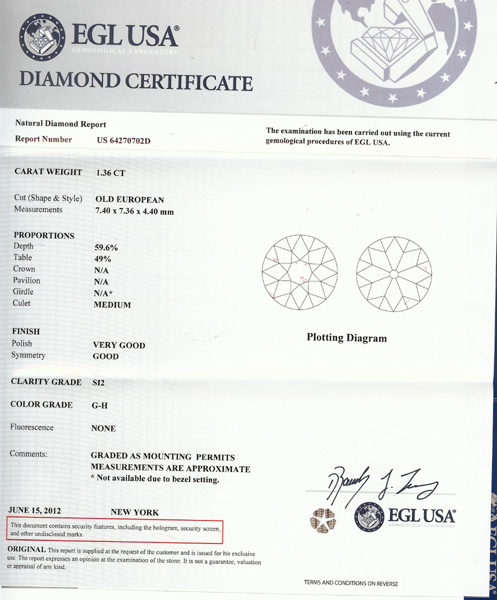 EGL USA
GEMOLOGICAL LABORATORY
DIAMOND CERTIFICATE
Natural Diamond Report
Report Number US 64270702D
The examination has been carried out using the current
gemological procedures of EGL USA.
CARAT WEIGHT 1.36 CT
Cut (Shape & Style) OLD EUROPEAN
Measurements 7.40 x 7.36 x 4.40 mm
PROPORTIONS
Depth 59.6%
Table 49%
Crown N/A
Pavilion N/A
Girdle N/A*
Culet MEDIUM
Plotting Diagram
FINISH
Polish VERY GOOD
Symmetry GOOD
CLARITY GRADE SI2
COLOR GRADE G-H
Fluorescence NONE
Comments: GRADED AS MOUNTING PERMITS
MEASUREMENTS ARE APPROXIMATE
* Not available due to bezel setting.
JUNE 15, 2012 NEW YORK
EGL USA
This document contains security features, including the hologram, security screen,
and other undisclosed marks
ORIGINAL This report is supplied at the request of the customer and is issued for his exclusive
use. The report expresses an opinion at the examination of the stone. It is not a guarantee, valuation
or appraisal of any kind.
TERMS AND CONDITIONS ON REVERSE